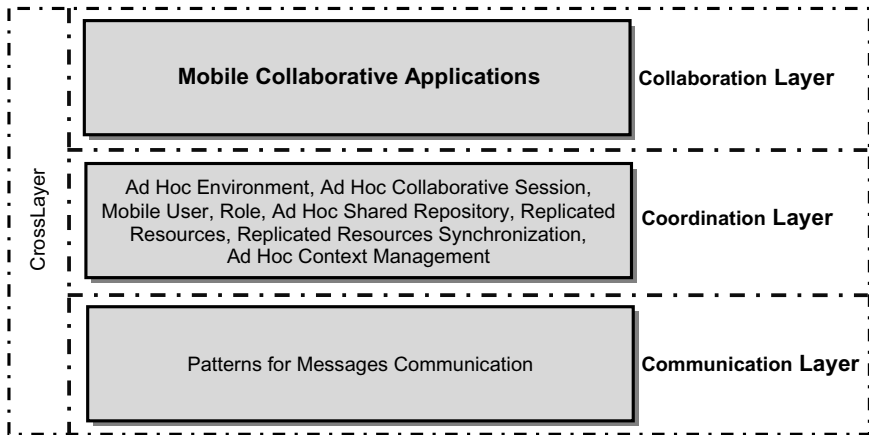 CrossLayer
Mobile Collaborative Applications
Collaboration Layer
Ad Hoc Environment, Ad Hoc Collaborative Session,
Mobile User, Role, Ad Hoc Shared Repository, Replicated
Resources, Replicated Resources Synchronization,
Ad Hoc Context Management
Coordination Layer
Patterns for Messages Communication
Communication Layer